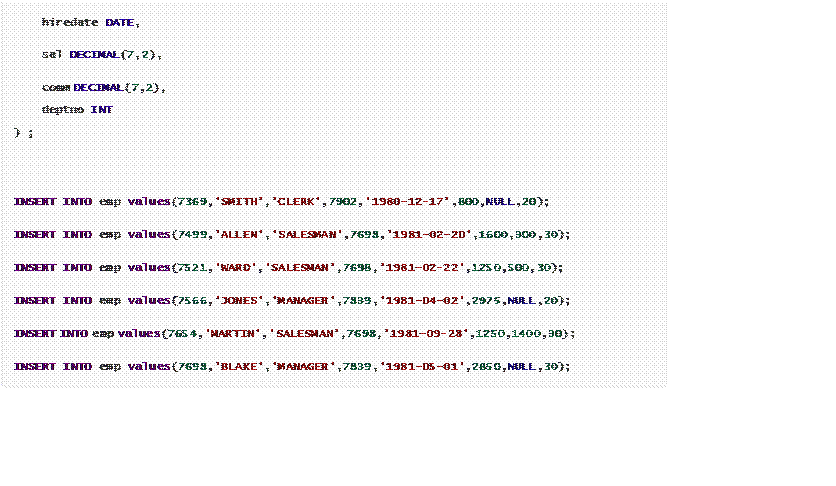 hiredate DATE,
sal DECIMAL(7,2),
comm DECIMAL(7,2),
deptno INT
) ;
INSERT INTO emp values(7369,'SMITH','CLERK',7902,'1980-12-17',800,NULL,20);
INSERT INTO emp values(7499,'ALLEN','SALESMAN',7698,'1981-02-20',1600,300,30);
INSERT INTO emp values(7521,'WARD','SALESMAN',7698,'1981-02-22',1250,500,30);
INSERT INTO emp values(7566,'JONES','MANAGER',7839,'1981-04-02',2975,NULL,20);
INSERT INTO emp values(7654,'MARTIN','SALESMAN',7698,'1981-09-28',1250,1400,30);
INSERT INTO emp values(7698,'BLAKE','MANAGER',7839,'1981-05-01',2850,NULL,30);